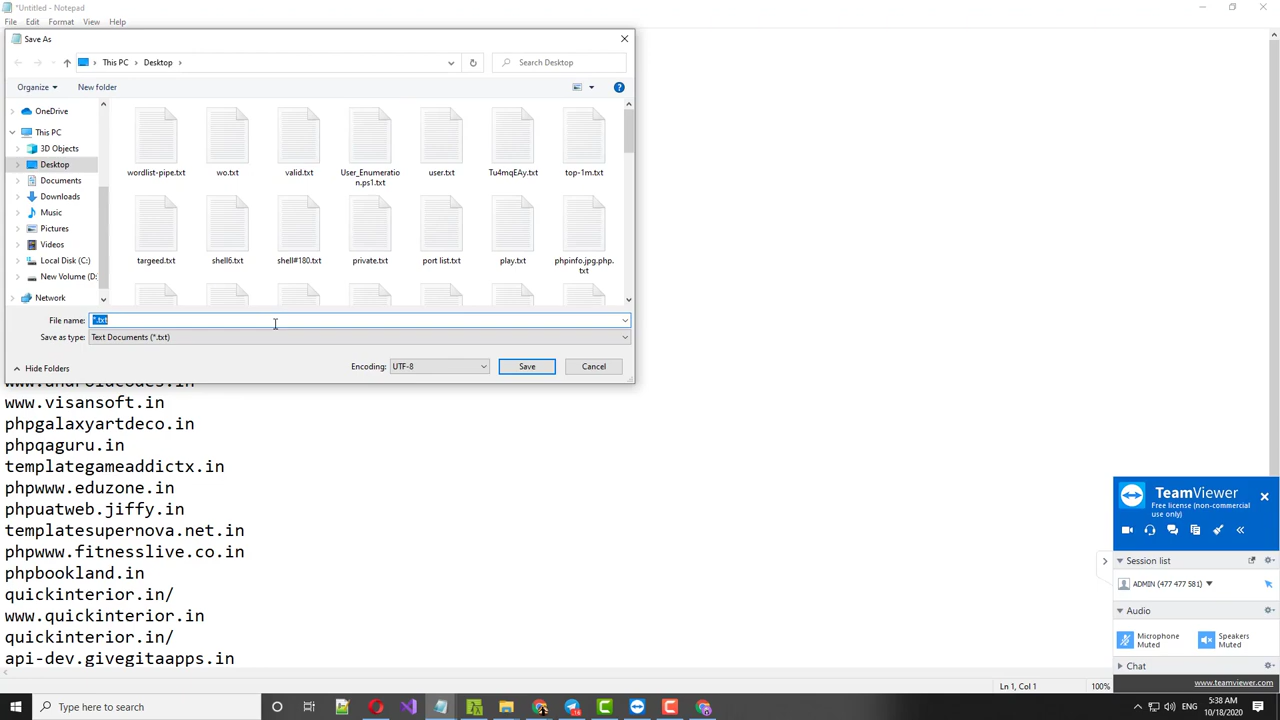 *Untitled - Notepad
File Edit Format View Help
Save As
This PC Desktop
Search Desktop
Organize New folder
OneDrive
This PC
3D Objects
Desktop
Documents
Downloads
Music
Pictures
Videos
Local Disk (C:)
New Volume (D:
Network
wordlist-pipe.txt wo.txt valid.txt User_Enumeratio user.txt Tu4mqEAy.txt top-1m.txt
n.ps1.txt
targeed.txt shell6.txt shell#180.txt private.txt port list.txt play.txt phpinfo.jpg.php.
txt
File name: *.txt
Save as type: Text Documents (*.txt)
Hide Folders Encoding: UTF-8 Save Cancel
www.androidcodes.in
www.visansoft.in
phpgalaxyartdeco.in
phpqaguru.in
templategameaddictx.in
phpwww.eduzone.in
phpuatweb.jiffy.in
templatesupernova.net.in
phpwww.fitnesslive.co.in
phpbookland.in
quickinterior.in/
www.quickinterior.in
quickinterior.in/
api-dev.givegitaapps.in
TeamViewer
Free license (non-commercial
use only)
Session list
ADMIN (477 477 581)
Audio
Microphone
Muted
Speakers
Muted
Chat
www.teamviewer.com
Ln 1, Col 1 100%
Type here to search
5:38 AM
10/18/2020